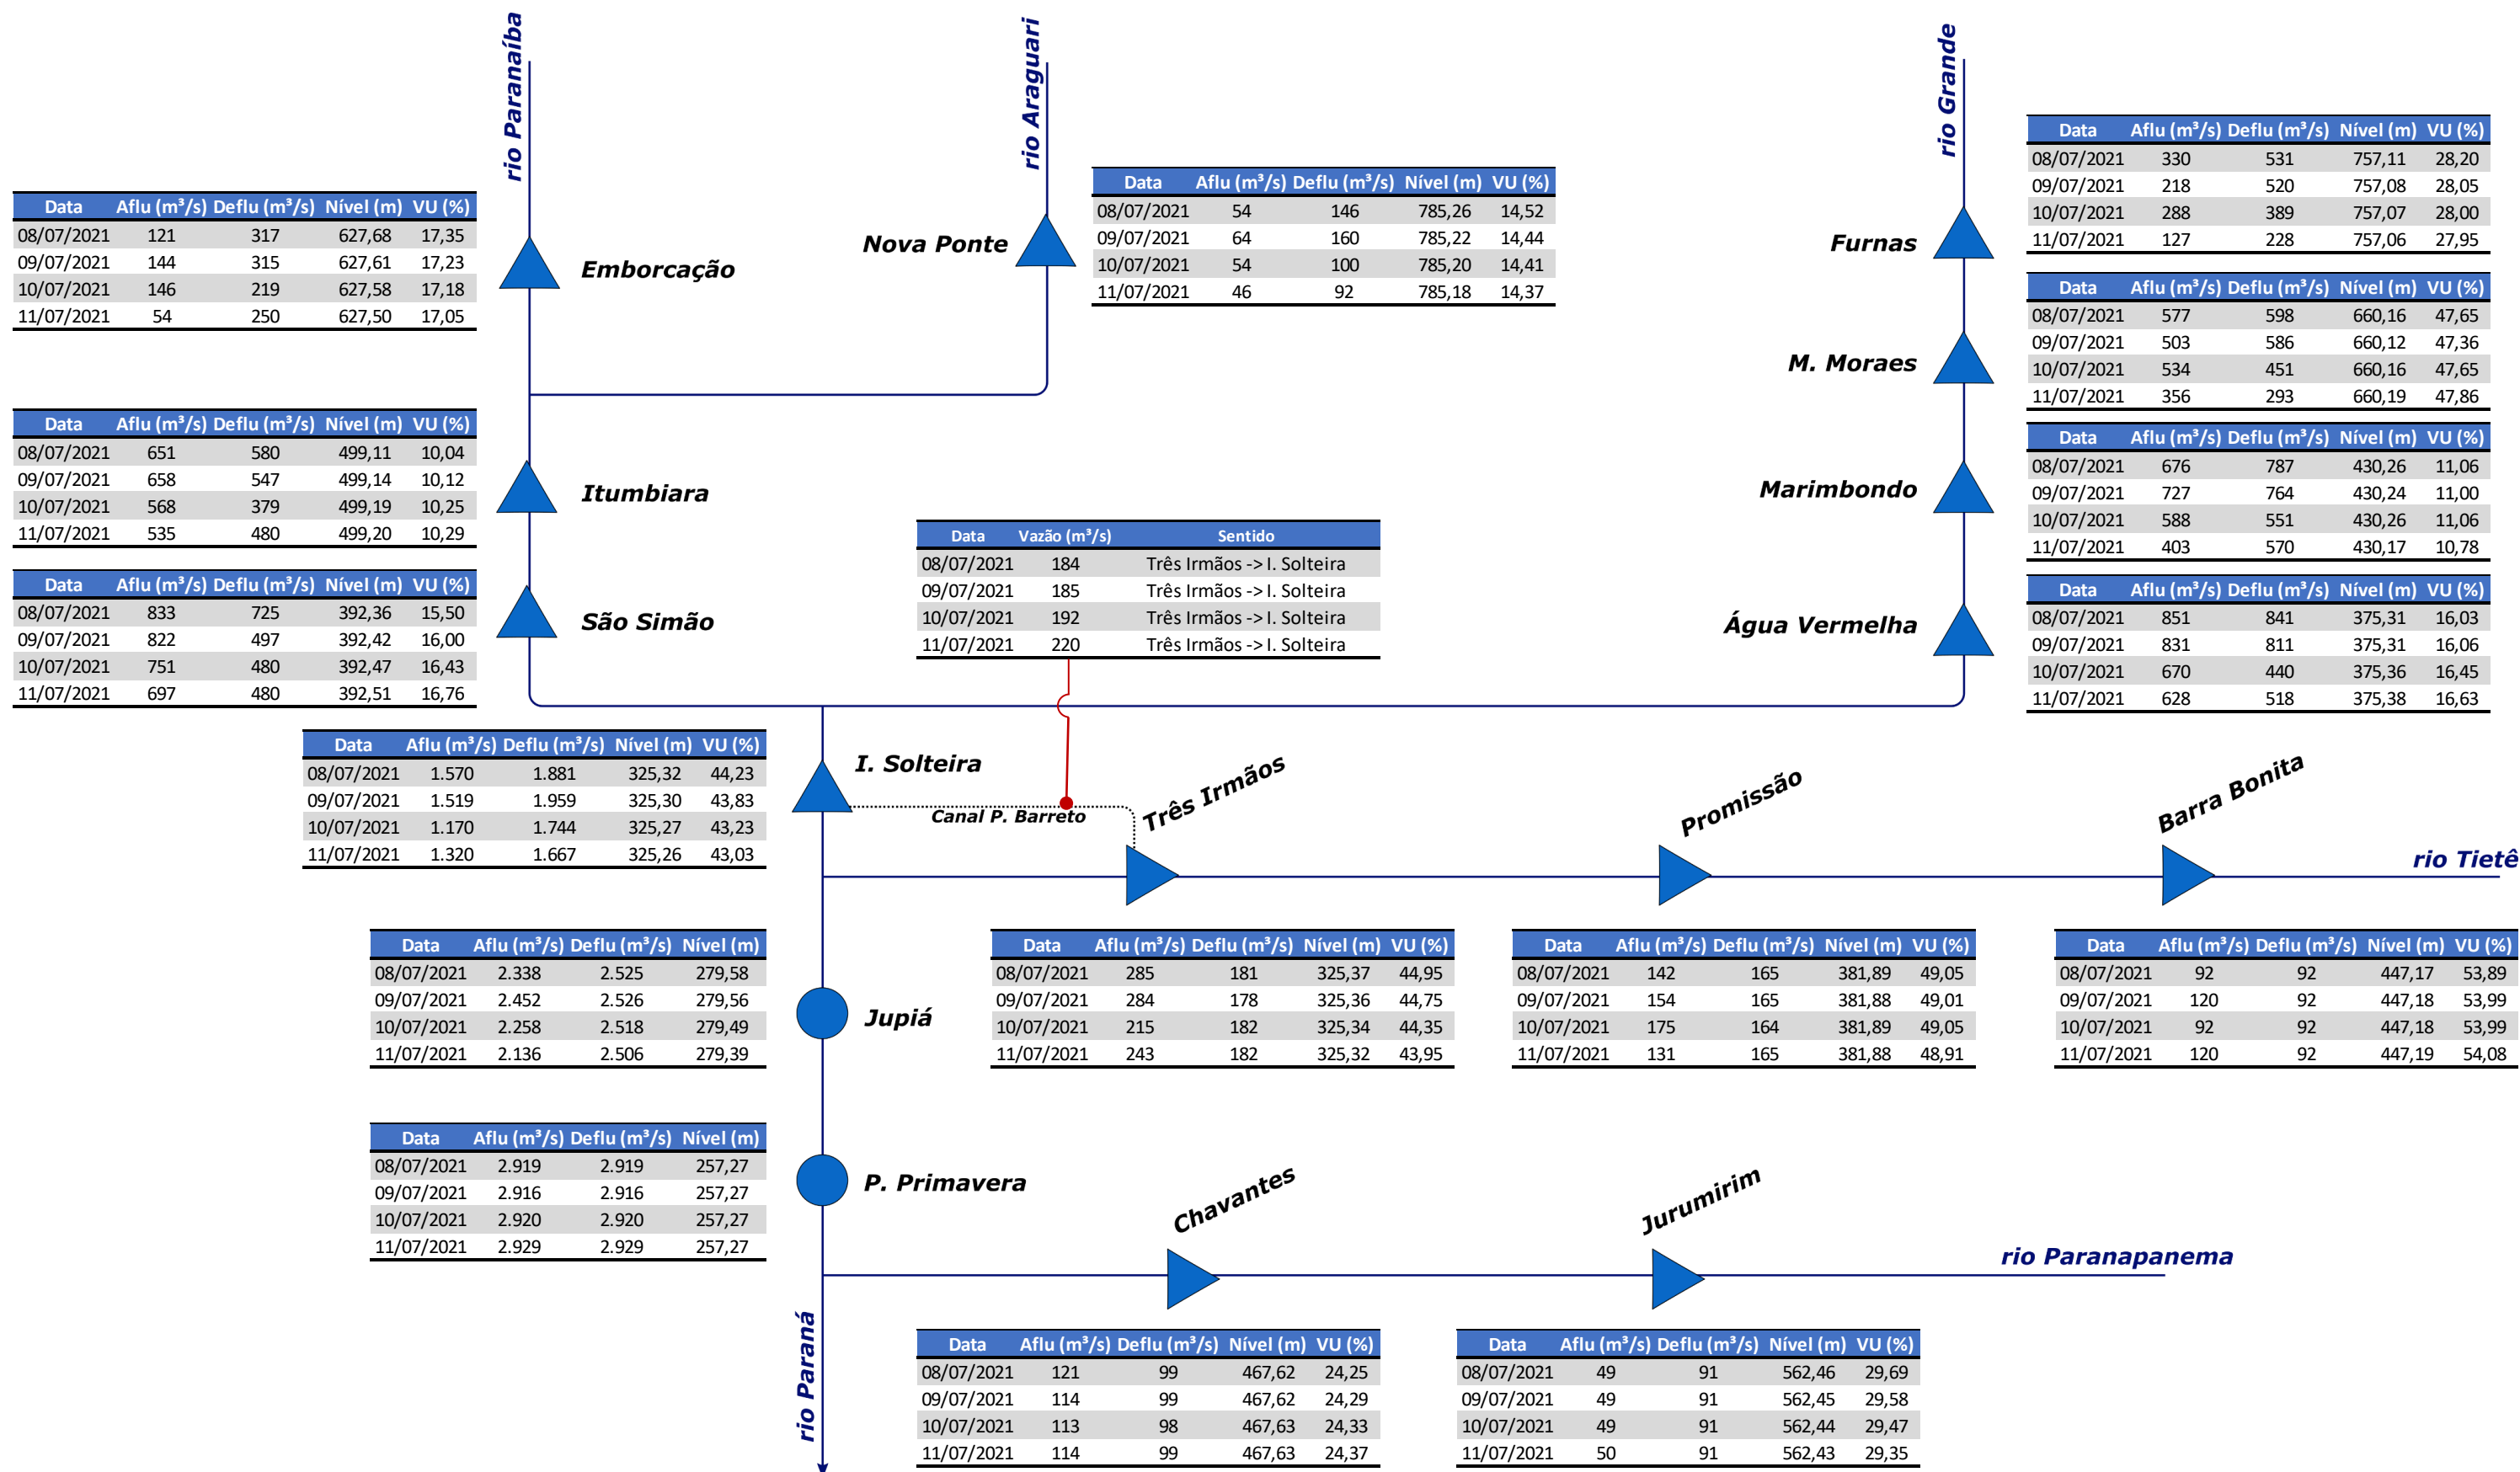 rio Paranaíba
rio Araguari
rio Grande
Data Aflu (m³/s) Deflu (m³/s) Nível (m) VU (%)
08/07/2021 330 531 757,11 28,20
09/07/2021 218 520 757,08 28,05
10/07/2021 288 389 757,07 28,00
11/07/2021 127 228 757,06 27,95
Furnas
Data Aflu (m³/s) Deflu (m³/s) Nível (m) VU (%)
08/07/2021 54 146 785,26 14,52
09/07/2021 64 160 785,22 14,44
10/07/2021 54 100 785,20 14,41
11/07/2021 46 92 785,18 14,37
Nova Ponte
Data Aflu (m³/s) Deflu (m³/s) Nível (m) VU (%)
08/07/2021 121 317 627,68 17,35
09/07/2021 144 315 627,61 17,23
10/07/2021 146 219 627,58 17,18
11/07/2021 54 250 627,50 17,05
Emborcação
Data Aflu (m³/s) Deflu (m³/s) Nível (m) VU (%)
08/07/2021 577 598 660,16 47,65
09/07/2021 503 586 660,12 47,36
10/07/2021 534 451 660,16 47,65
11/07/2021 356 293 660,19 47,86
M. Moraes
Data Aflu (m³/s) Deflu (m³/s) Nível (m) VU (%)
08/07/2021 651 580 499,11 10,04
09/07/2021 658 547 499,14 10,12
10/07/2021 568 379 499,19 10,25
11/07/2021 535 480 499,20 10,29
Itumbiara
Data Aflu (m³/s) Deflu (m³/s) Nível (m) VU (%)
08/07/2021 676 787 430,26 11,06
09/07/2021 727 764 430,24 11,00
10/07/2021 588 551 430,26 11,06
11/07/2021 403 570 430,17 10,78
Marimbondo
Data Vazão (m³/s) Sentido
08/07/2021 184 Três Irmãos -> I. Solteira
09/07/2021 185 Três Irmãos -> I. Solteira
10/07/2021 192 Três Irmãos -> I. Solteira
11/07/2021 220 Três Irmãos -> I. Solteira
Data Aflu (m³/s) Deflu (m³/s) Nível (m) VU (%)
08/07/2021 833 725 392,36 15,50
09/07/2021 822 497 392,42 16,00
10/07/2021 751 480 392,47 16,43
11/07/2021 697 480 392,51 16,76
São Simão
Data Aflu (m³/s) Deflu (m³/s) Nível (m) VU (%)
08/07/2021 851 841 375,31 16,03
09/07/2021 831 811 375,31 16,06
10/07/2021 670 440 375,36 16,45
11/07/2021 628 518 375,38 16,63
Água Vermelha
Data Aflu (m³/s) Deflu (m³/s) Nível (m) VU (%)
08/07/2021 1.570 1.881 325,32 44,23
09/07/2021 1.519 1.959 325,30 43,83
10/07/2021 1.170 1.744 325,27 43,23
11/07/2021 1.320 1.667 325,26 43,03
I. Solteira
Canal P. Barreto
Três Irmãos
Promissão
Barra Bonita
rio Tietê
Data Aflu (m³/s) Deflu (m³/s) Nível (m)
08/07/2021 2.338 2.525 279,58
09/07/2021 2.452 2.526 279,56
10/07/2021 2.258 2.518 279,49
11/07/2021 2.136 2.506 279,39
Jupiá
Data Aflu (m³/s) Deflu (m³/s) Nível (m) VU (%)
08/07/2021 285 181 325,37 44,95
09/07/2021 284 178 325,36 44,75
10/07/2021 215 182 325,34 44,35
11/07/2021 243 182 325,32 43,95
Data Aflu (m³/s) Deflu (m³/s) Nível (m) VU (%)
08/07/2021 142 165 381,89 49,05
09/07/2021 154 165 381,88 49,01
10/07/2021 175 164 381,89 49,05
11/07/2021 131 165 381,88 48,91
Data Aflu (m³/s) Deflu (m³/s) Nível (m) VU (%)
08/07/2021 92 92 447,17 53,89
09/07/2021 120 92 447,18 53,99
10/07/2021 92 92 447,18 53,99
11/07/2021 120 92 447,19 54,08
Data Aflu (m³/s) Deflu (m³/s) Nível (m)
08/07/2021 2.919 2.919 257,27
09/07/2021 2.916 2.916 257,27
10/07/2021 2.920 2.920 257,27
11/07/2021 2.929 2.929 257,27
P. Primavera
Chavantes
Jurumirim
rio Paranapanema
rio Paraná
Data Aflu (m³/s) Deflu (m³/s) Nível (m) VU (%)
08/07/2021 121 99 467,62 24,25
09/07/2021 114 99 467,62 24,29
10/07/2021 113 98 467,63 24,33
11/07/2021 114 99 467,63 24,37
Data Aflu (m³/s) Deflu (m³/s) Nível (m) VU (%)
08/07/2021 49 91 562,46 29,69
09/07/2021 49 91 562,45 29,58
10/07/2021 49 91 562,44 29,47
11/07/2021 50 91 562,43 29,35